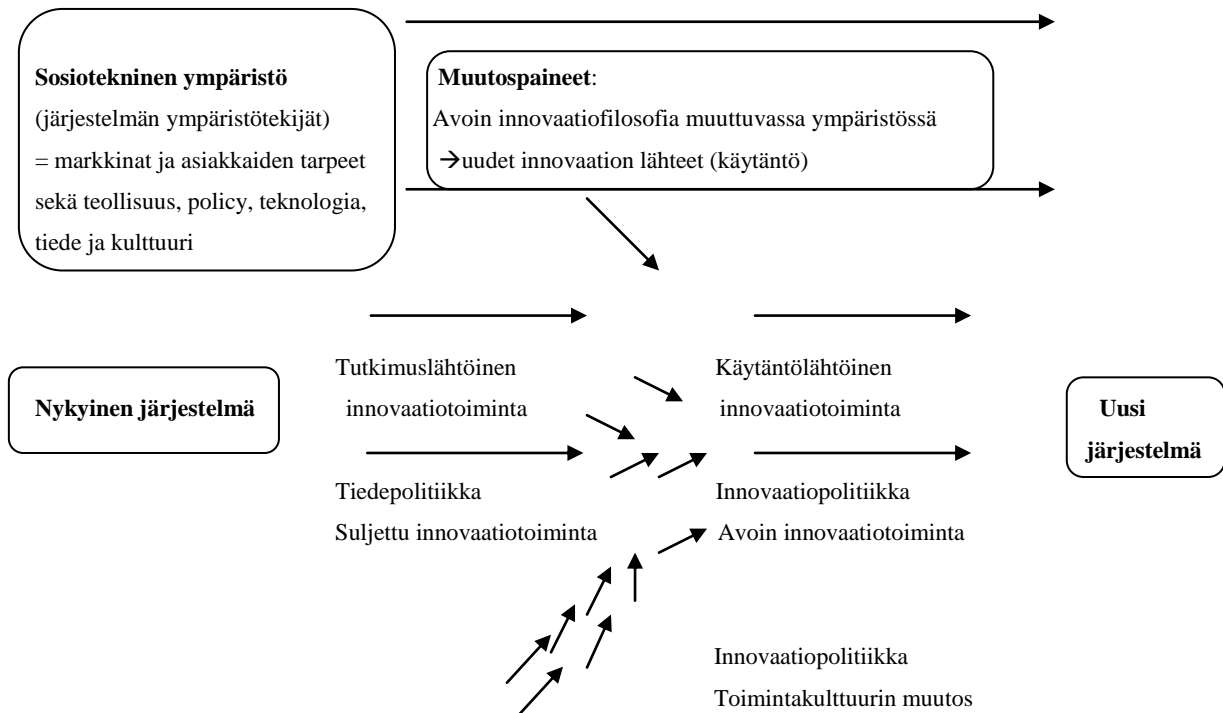 Sosiotekninen ympäristö
(järjestelmän ympäristötekijät)
= markkinat ja asiakkaiden tarpeet
sekä teollisuus, policy, teknologia,
tiede ja kulttuuri
Muutospaineet:
Avoin innovaatiofilosofia muuttuvassa ympäristössä
→uudet innovaation lähteet (käytäntö)
Nykyinen järjestelmä
Tutkimuslähtöinen
innovaatiotoiminta
Tiedepolitiikka
Suljettu innovaatiotoiminta
Käytäntölähtöinen
innovaatiotoiminta
Innovaatiopolitiikka
Avoin innovaatiotoiminta
Uusi
järjestelmä
Innovaatiopolitiikka
Toimintakulttuurin muutos